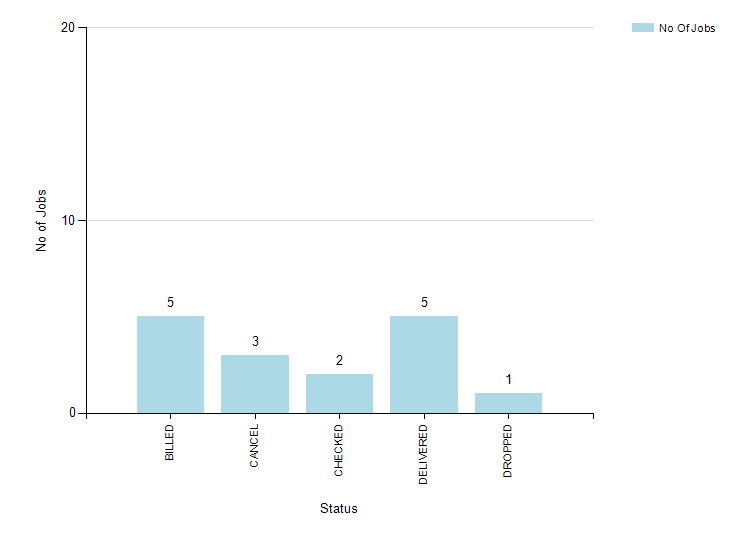 20
No Of Jobs
No of Jobs
10
5
3
2
5
1
0
BILLED
CANCEL
CHECKED
DELIVERED
DROPPED
Status